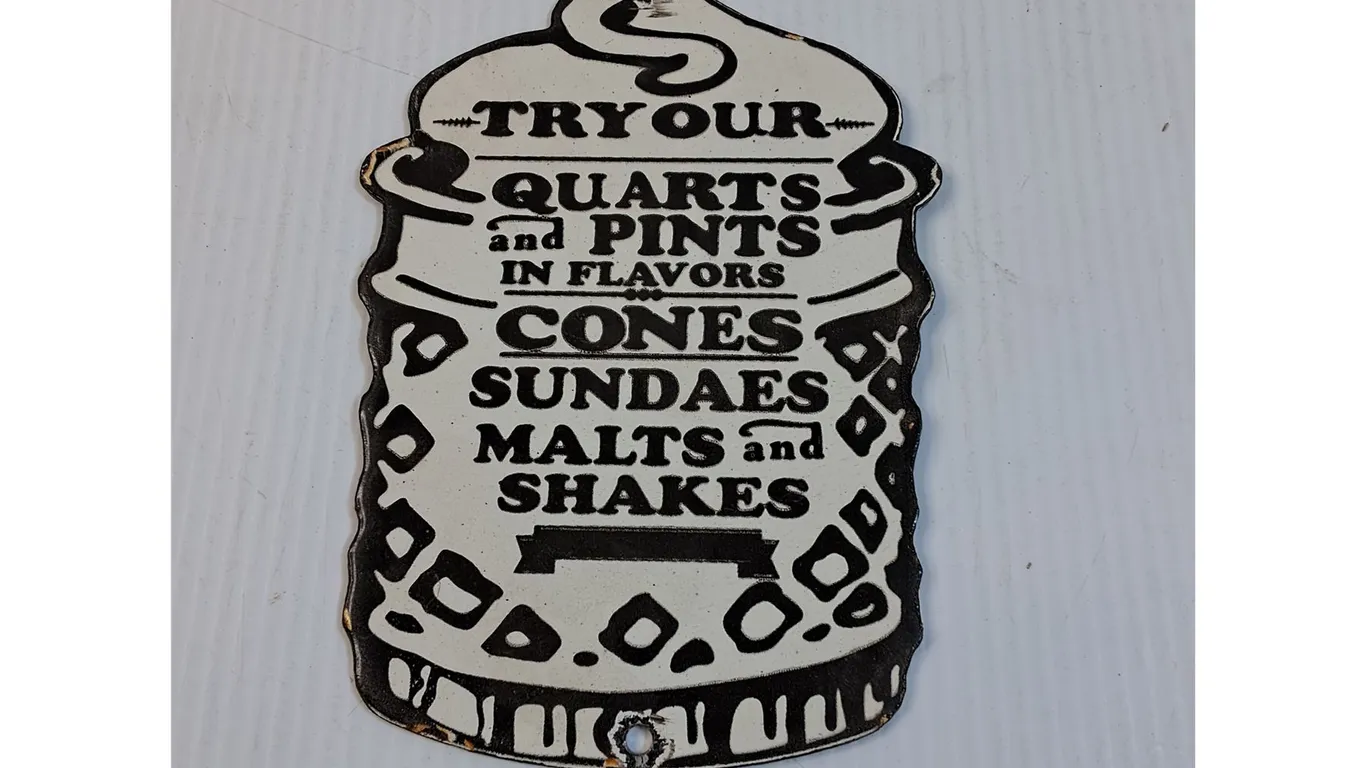 TRY OUR
QUARTS
and PINTS
IN FLAVORS
CONES
SUNDAES
MALTS and
SHAKES